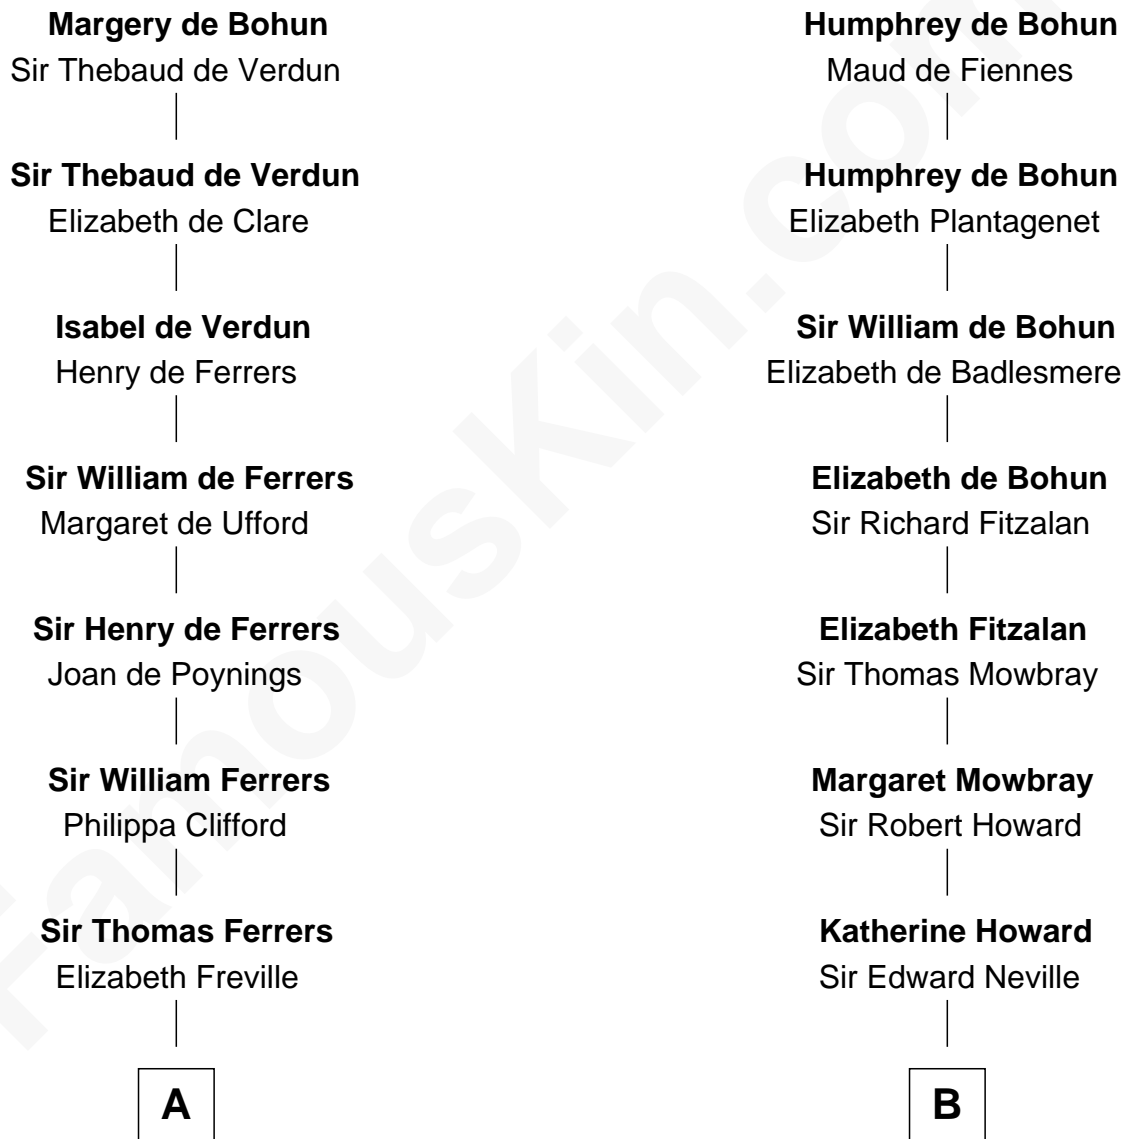 Margery de Bohun
Sir Thebaud de Verdun
Sir Thebaud de Verdun
Elizabeth de Clare
Isabel de Verdun
Henry de Ferrers
Sir William de Ferrers
Margaret de Ufford
Sir Henry de Ferrers
Joan de Poynings
Sir William Ferrers
Philippa Clifford
Sir Thomas Ferrers
Elizabeth Freville
A
Humphrey de Bohun
Maud de Fiennes
Humphrey de Bohun
Elizabeth Plantagenet
Sir William de Bohun
Elizabeth de Badlesmere
Elizabeth de Bohun
Sir Richard Fitzalan
Elizabeth Fitzalan
Sir Thomas Mowbray
Margaret Mowbray
Sir Robert Howard
Katherine Howard
Sir Edward Neville
B
FamousKin.com